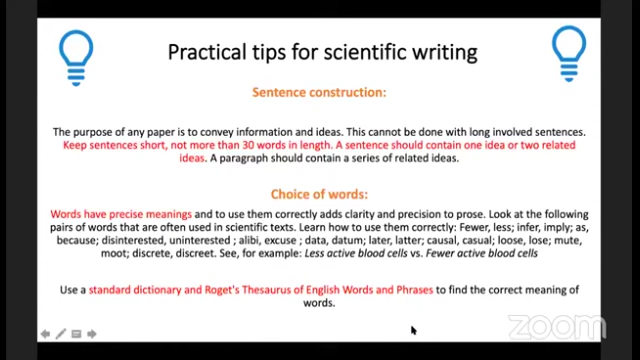 Practical tips for scientific writing
Sentence construction:
The purpose of any paper is to convey information and ideas. This cannot be done with long involved sentences.
Keep sentences short, not more than 30 words in length. A sentence should contain one idea or two related
ideas. A paragraph should contain a series of related ideas.
Choice of words:
Words have precise meanings and to use them correctly adds clarity and precision to prose. Look at the following
pairs of words that are often used in scientific texts. Learn how to use them correctly: Fewer, less; infer, imply; as,
because; disinterested, uninterested ; alibi, excuse ; data, datum; later, latter; causal, casual; loose, lose; mute,
moot; discrete, discreet. See, for example: Less active blood cells vs. Fewer active blood cells
Use a standard dictionary and Roget's Thesaurus of English Words and Phrases to find the correct meaning of
words.
zoom